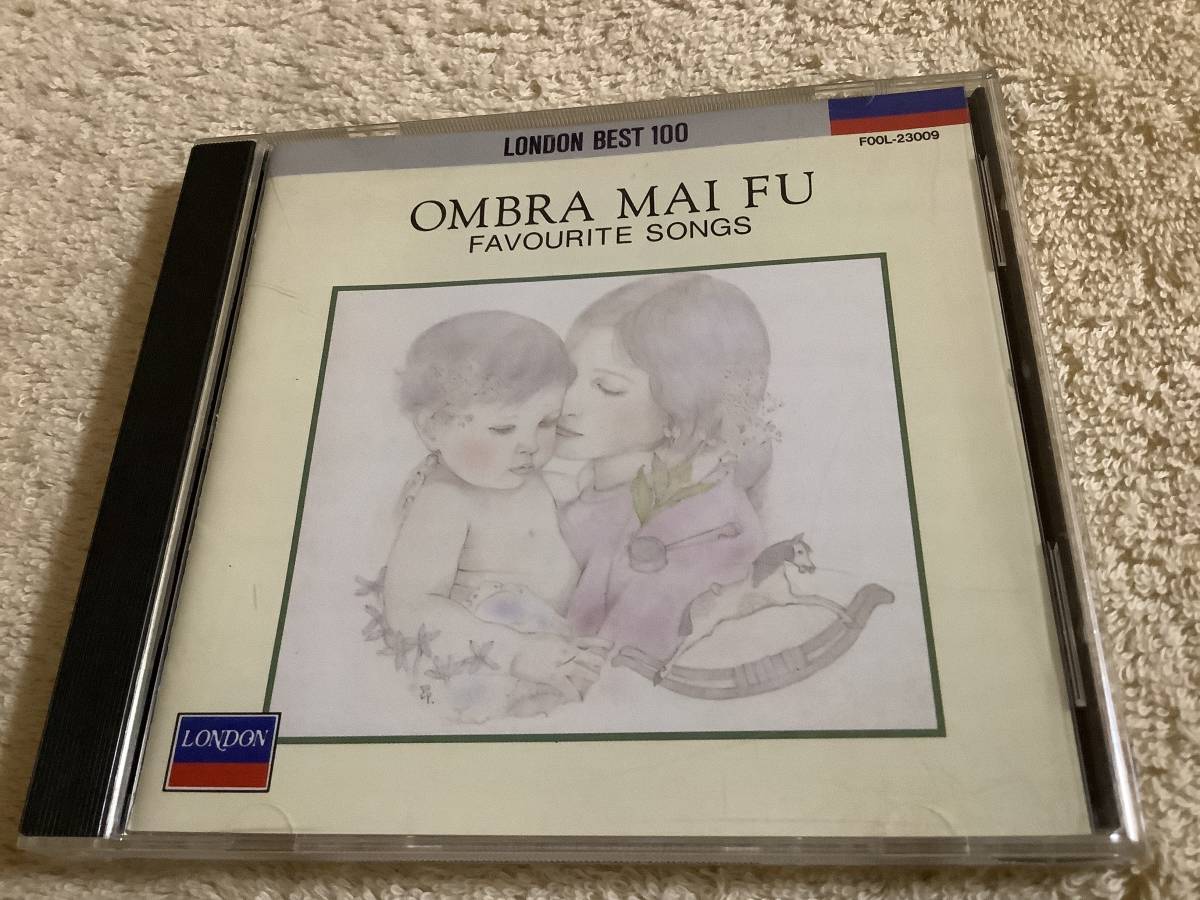 LONDON BEST 100
F00L-23009
OMBRA MAI FU
FAVOURITE SONGS
LONDON